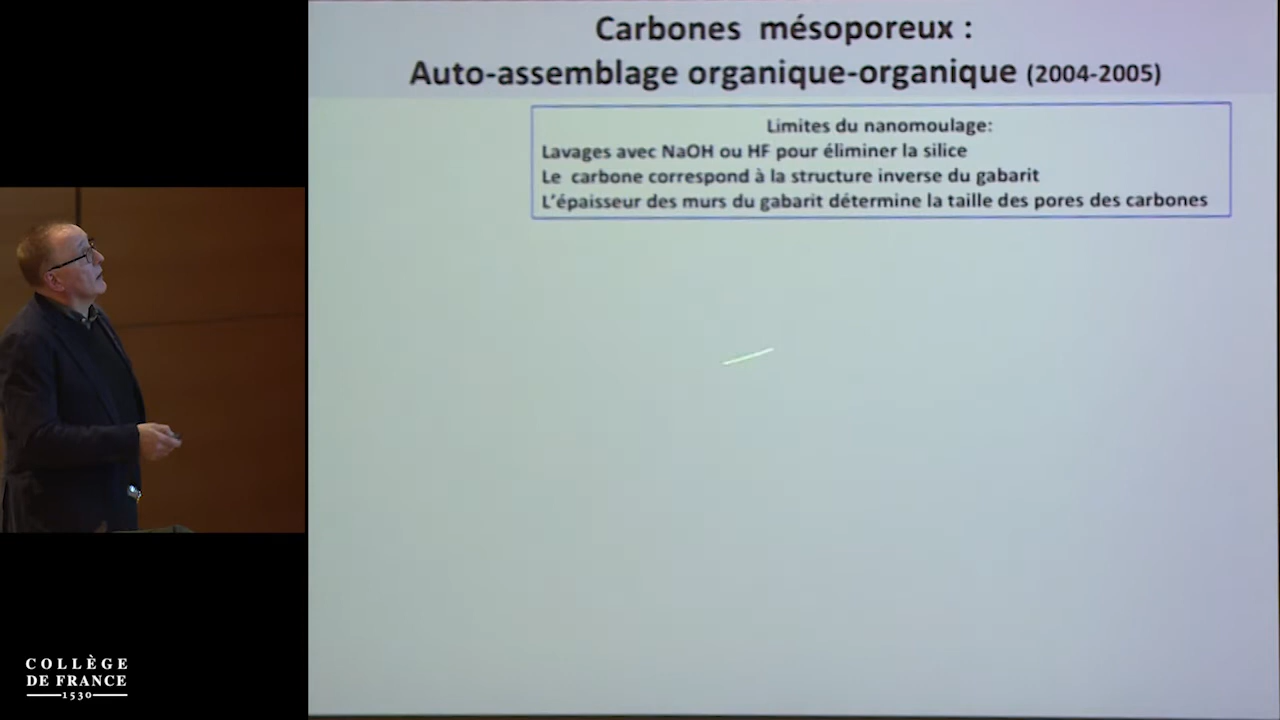 Carbones mésoporeux :
Auto-assemblage organique-organique (2004-2005)
Limites du nanomoulage:
Lavages avec NaOH ou HF pour éliminer la silice
Le carbone correspond à la structure inverse du gabarit
L'épaisseur des murs du gabarit détermine la taille des pores des carbones
COLLÈGE
DE FRANCE
1530